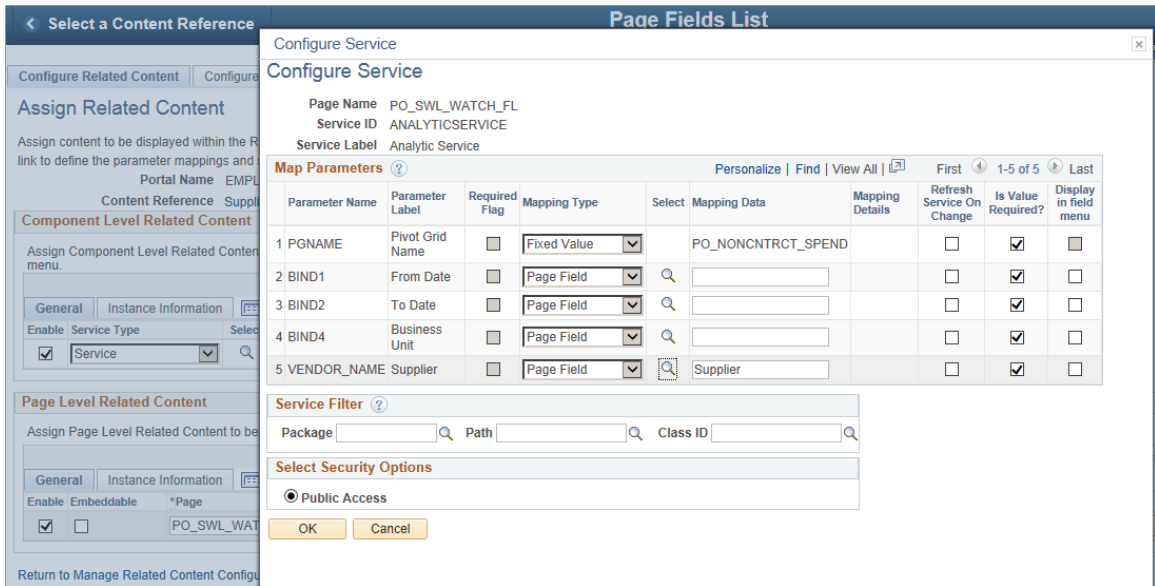 Select a Content Reference
Page Fields List
Configure Related Content
Configure
Assign Related Content
Assign content to be displayed within the R
link to define the parameter mappings and
Portal Name EMPL
Content Reference Suppli
Component Level Related Content
Assign Component Level Related Conten
menu.
General Instance Information
Enable Service Type Selec
Service
Page Level Related Content
Assign Page Level Related Content to be
General Instance Information
Enable Embeddable *Page
PO_SWL_WAT
Return to Manage Related Content Configu
Configure Service
Configure Service
Page Name PO_SWL_WATCH_FL
Service ID ANALYTICSERVICE
Service Label Analytic Service
Map Parameters ? Personalize | Find | View All | First 1-5 of 5 Last
Parameter Name Parameter Label Required Flag Mapping Type Select Mapping Data Mapping Details Refresh Service On Change Is Value Required? Display in field menu
1 PGNAME Pivot Grid Name Fixed Value PO_NONCNTRCT_SPEND
2 BIND1 From Date Page Field
3 BIND2 To Date Page Field
4 BIND4 Business Unit Page Field
5 VENDOR_NAME Supplier Page Field Supplier
Service Filter ?
Package Path Class ID
Select Security Options
Public Access
OK Cancel